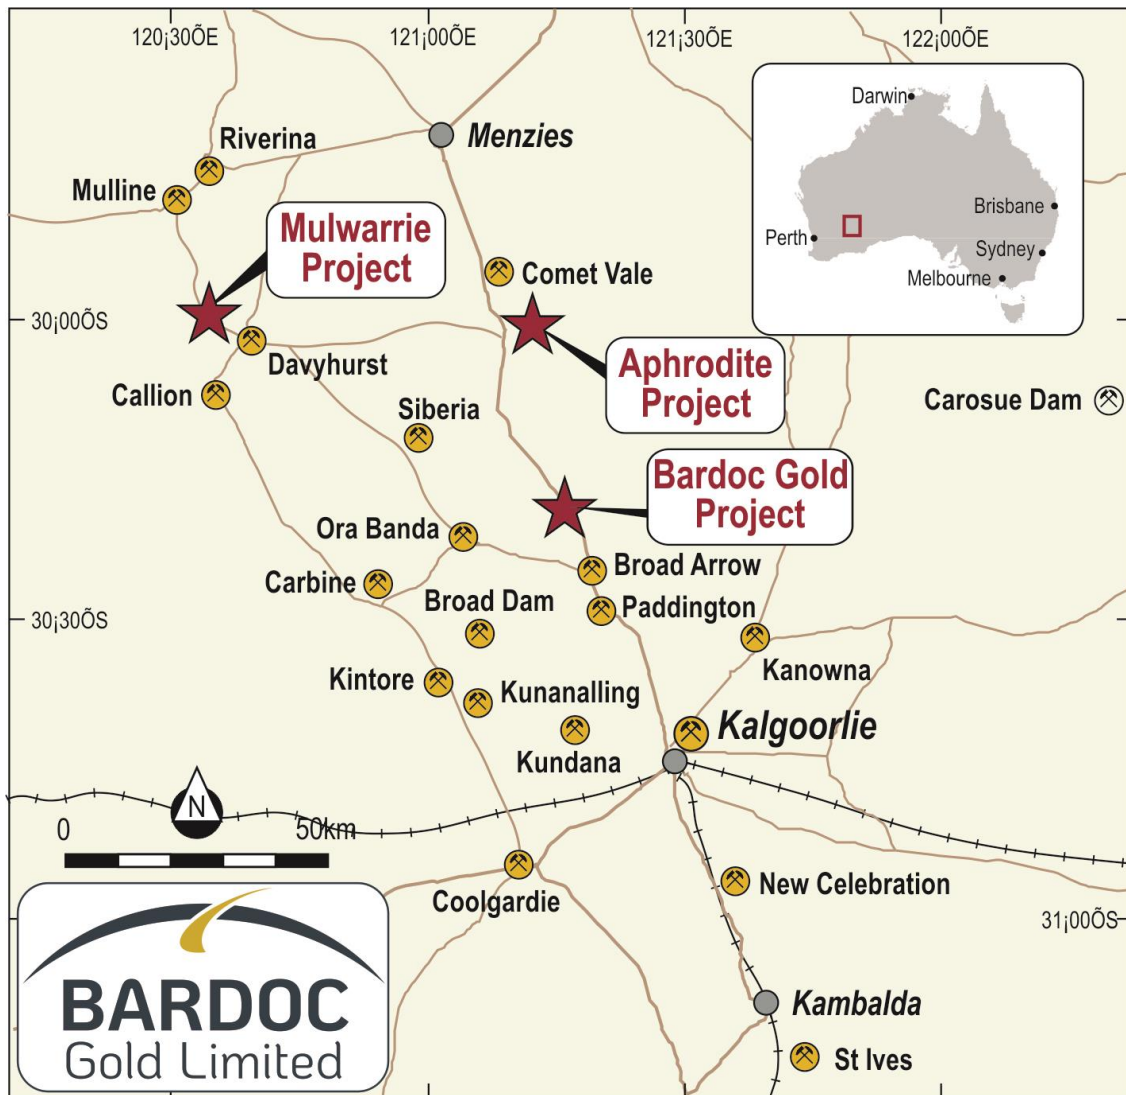 120¡30ÕE
121¡00ÕE
121¡30ÕE
122¡00ÕE
Darwin
Brisbane
Perth
Sydney
Melbourne
Menzies
Riverina
Mulline
Mulwarrie
Project
Comet Vale
30¡00ÕS
Davyhurst
Aphrodite
Project
Callion
Siberia
Carosue Dam
Bardoc Gold
Project
Ora Banda
Broad Arrow
Carbine
Broad Dam
Paddington
30¡30ÕS
Kanowna
Kintore
Kunanalling
Kalgoorlie
Kundana
N
0
50km
Coolgardie
New Celebration
31¡00ÕS
BARDOC
Gold Limited
Kambalda
St Ives